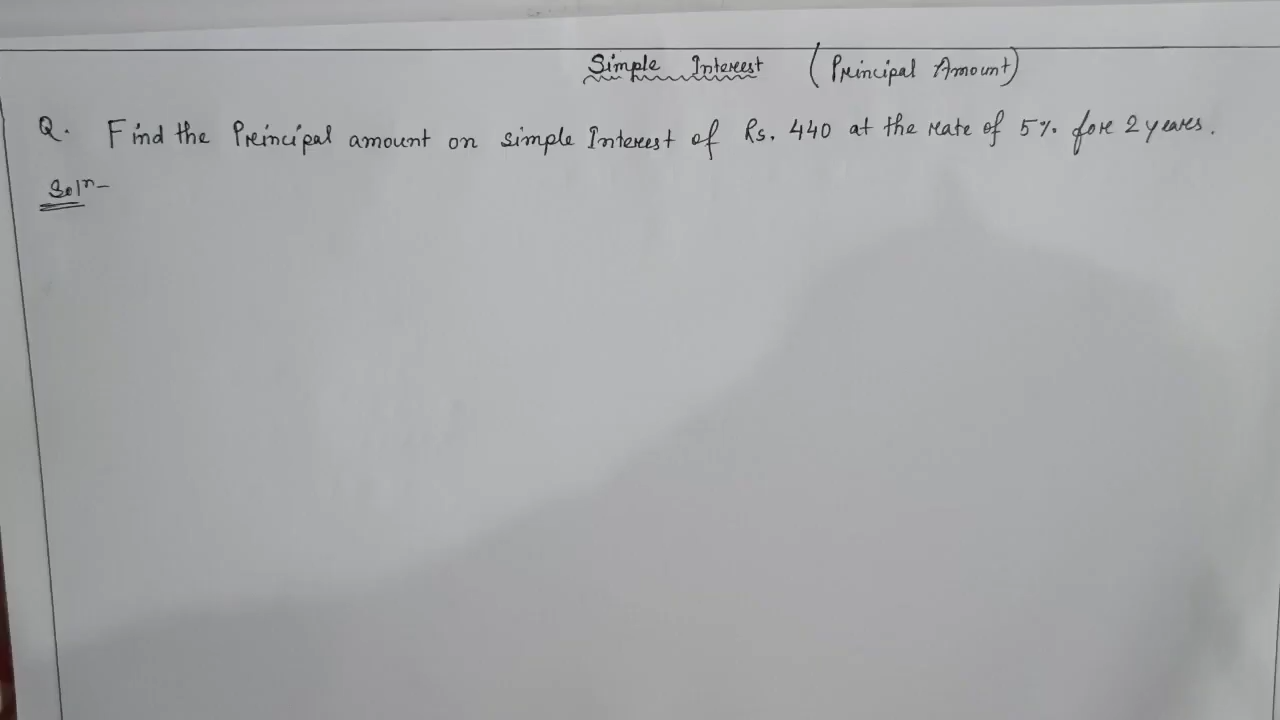 Simple Interest (Principal Amount)
Q. Find the Principal amount on simple Interest of Rs. 440 at the rate of 5% for 2 years.
Solⁿ-